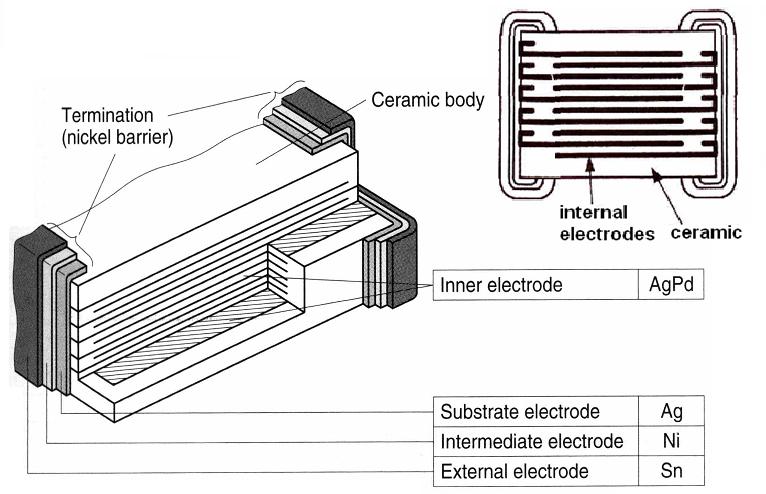 Termination
(nickel barrier)
Ceramic body
internal
electrodes
ceramic
Inner electrode AgPd
Substrate electrode Ag
Intermediate electrode Ni
External electrode Sn